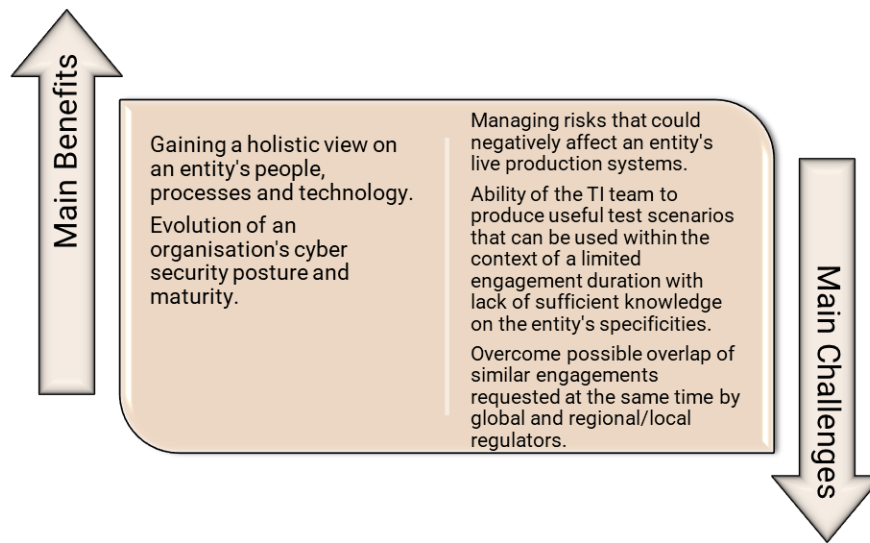 Main Benefits
Gaining a holistic view on
an entity's people,
processes and technology.
Evolution of an
organisation's cyber
security posture and
maturity.
Managing risks that could
negatively affect an entity's
live production systems.
Ability of the TI team to
produce useful test scenarios
that can be used within the
context of a limited
engagement duration with
lack of sufficient knowledge
on the entity's specificities.
Overcome possible overlap of
similar engagements
requested at the same time by
global and regional/local
regulators.
Main Challenges